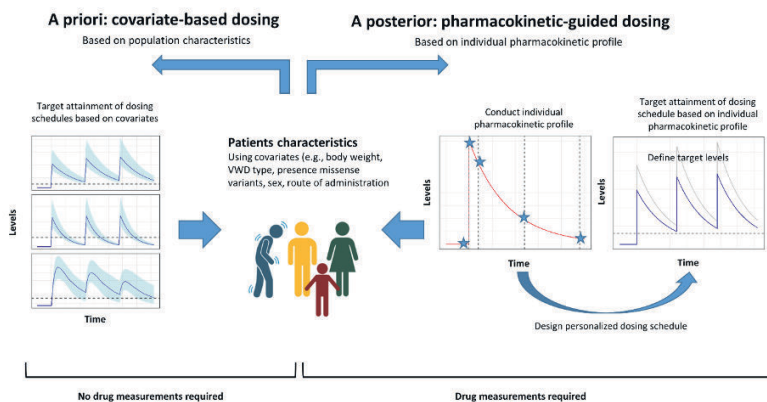 A priori: covariate-based dosing
Based on population characteristics
A posterior: pharmacokinetic-guided dosing
Based on individual pharmacokinetic profile
Target attainment of dosing
schedules based on covariates
Levels
Time
Patients characteristics
Using covariates (e.g., body weight,
VWD type, presence missense
variants, sex, route of administration
Conduct individual
pharmacokinetic profile
Levels
Time
Target attainment of dosing
schedule based on individual
pharmacokinetic profile
Define target levels
Levels
Time
Design personalized dosing schedule
No drug measurements required
Drug measurements required